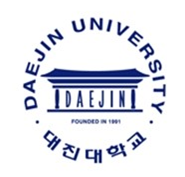 DAEJIN UNIVERSITY
DAEJIN
FOUNDED IN 1991
대진대학교